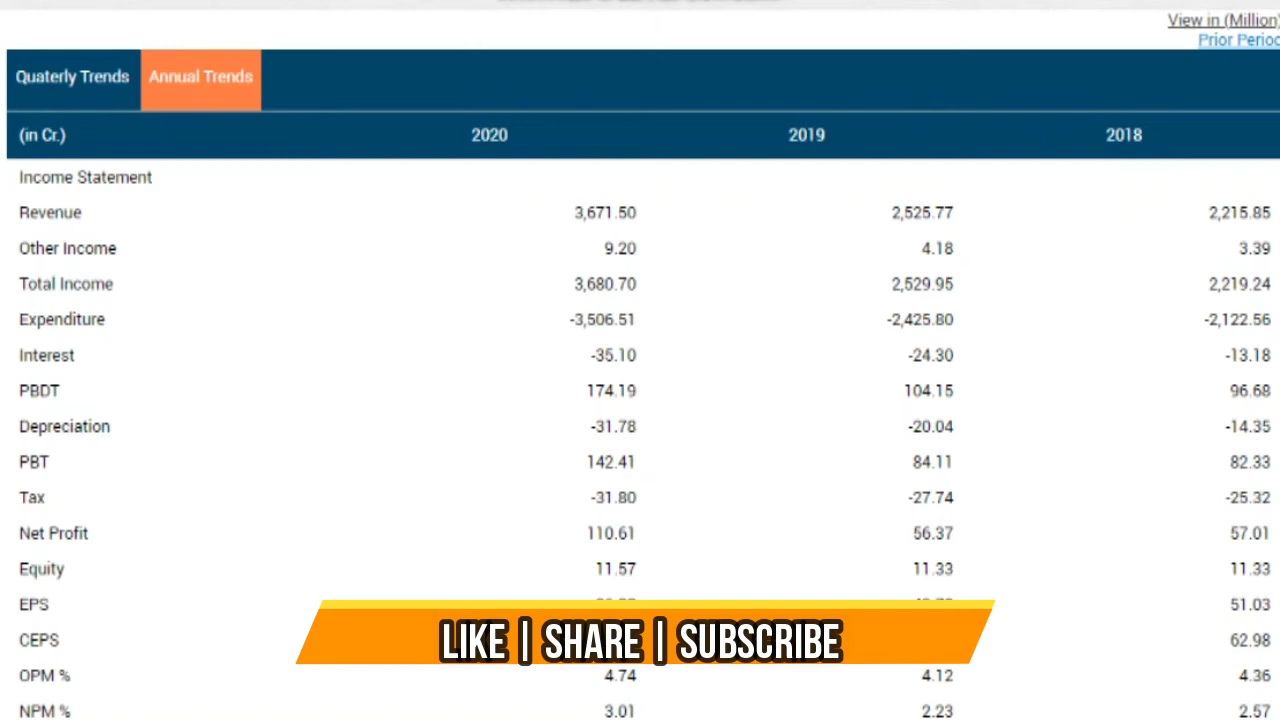 View in (Million)
Prior Perio
Quaterly Trends Annual Trends
(in Cr.) 2020 2019 2018
Income Statement
Revenue 3,671.50 2,525.77 2,215.85
Other Income 9.20 4.18 3.39
Total Income 3,680.70 2,529.95 2,219.24
Expenditure -3,506.51 -2,425.80 -2,122.56
Interest -35.10 -24.30 -13.18
PBDT 174.19 104.15 96.68
Depreciation -31.78 -20.04 -14.35
PBT 142.41 84.11 82.33
Tax -31.80 -27.74 -25.32
Net Profit 110.61 56.37 57.01
Equity 11.57 11.33 11.33
EPS 51.03
CEPS 62.98
LIKE | SHARE | SUBSCRIBE
OPM % 4.74 4.12 4.36
NPM % 3.01 2.23 2.57